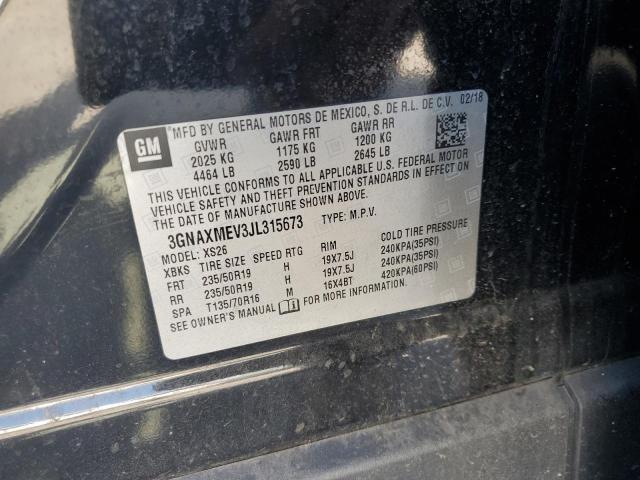 GM
*MFD BY GENERAL MOTORS DE MEXICO, S. DE R.L. DE C.V. 02/18
GVWR GAWR FRT GAWR RR
2025 KG 1175 KG 1200 KG
4464 LB 2590 LB 2645 LB
THIS VEHICLE CONFORMS TO ALL APPLICABLE U.S. FEDERAL MOTOR
VEHICLE SAFETY AND THEFT PREVENTION STANDARDS IN EFFECT ON
THE DATE OF MANUFACTURE SHOWN ABOVE.
3GNAXMEV3JL315673 TYPE: M.P.V.
MODEL: XS26
XBKS TIRE SIZE SPEED RTG RIM COLD TIRE PRESSURE
FRT 235/50R19 H 19X7.5J 240KPA(35PSI)
RR 235/50R19 H 19X7.5J 240KPA(35PSI)
SPA T135/70R16 M 16X4BT 420KPA(60PSI)
SEE OWNER'S MANUAL FOR MORE INFORMATION.